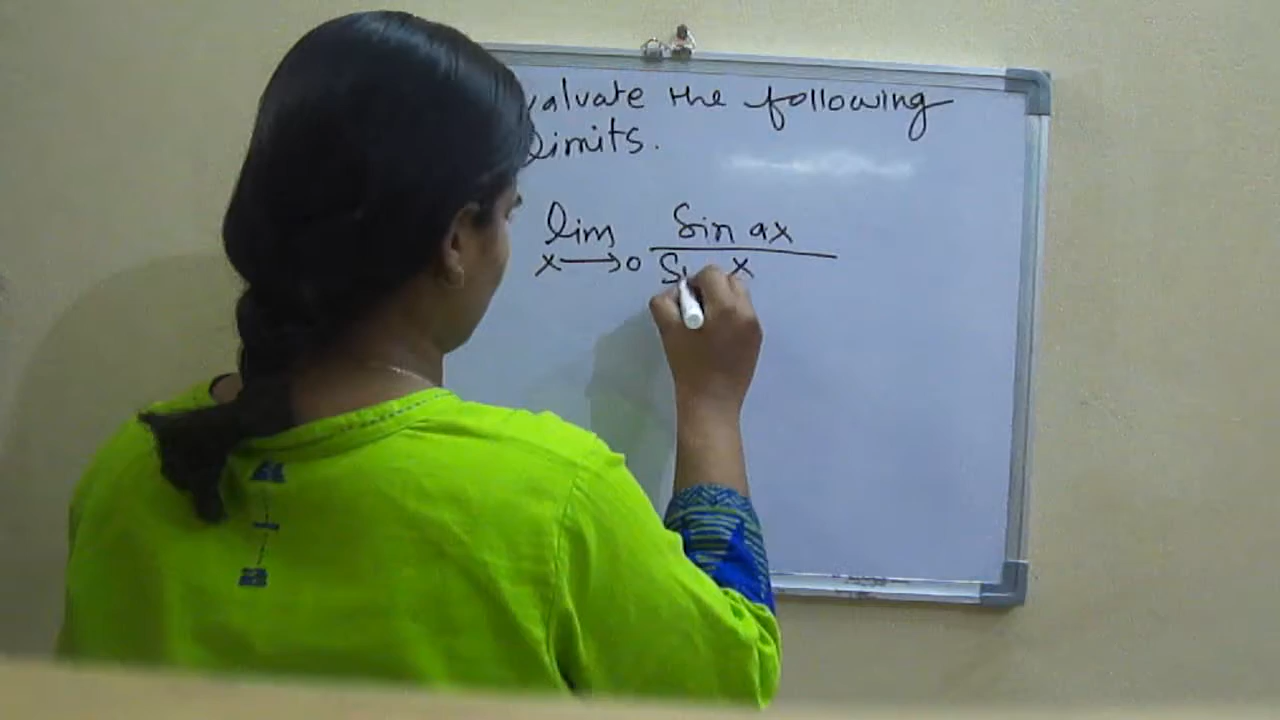 valuate the following
limits.
lim Sin ax
x→0 S x